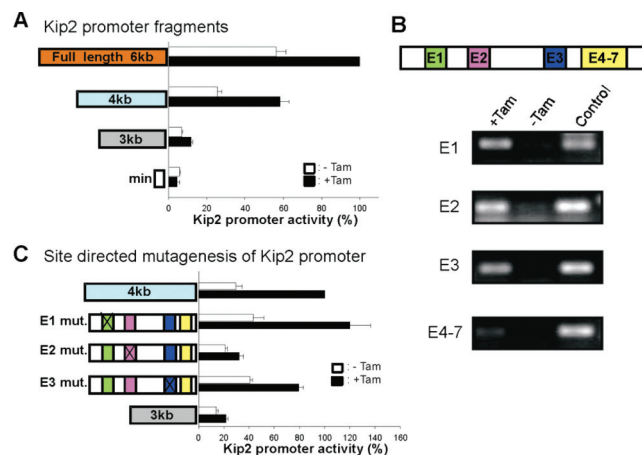 A Kip2 promoter fragments
Full length 6kb
4kb
3kb
min
: - Tam
: +Tam
0 20 40 60 80 100
Kip2 promoter activity (%)
B
E1 E2 E3 E4-7
+Tam -Tam Control
E1
E2
E3
E4-7
C Site directed mutagenesis of Kip2 promoter
4kb
E1 mut.
E2 mut.
E3 mut.
3kb
: - Tam
: +Tam
0 20 40 60 80 100 120 140 160
Kip2 promoter activity (%)